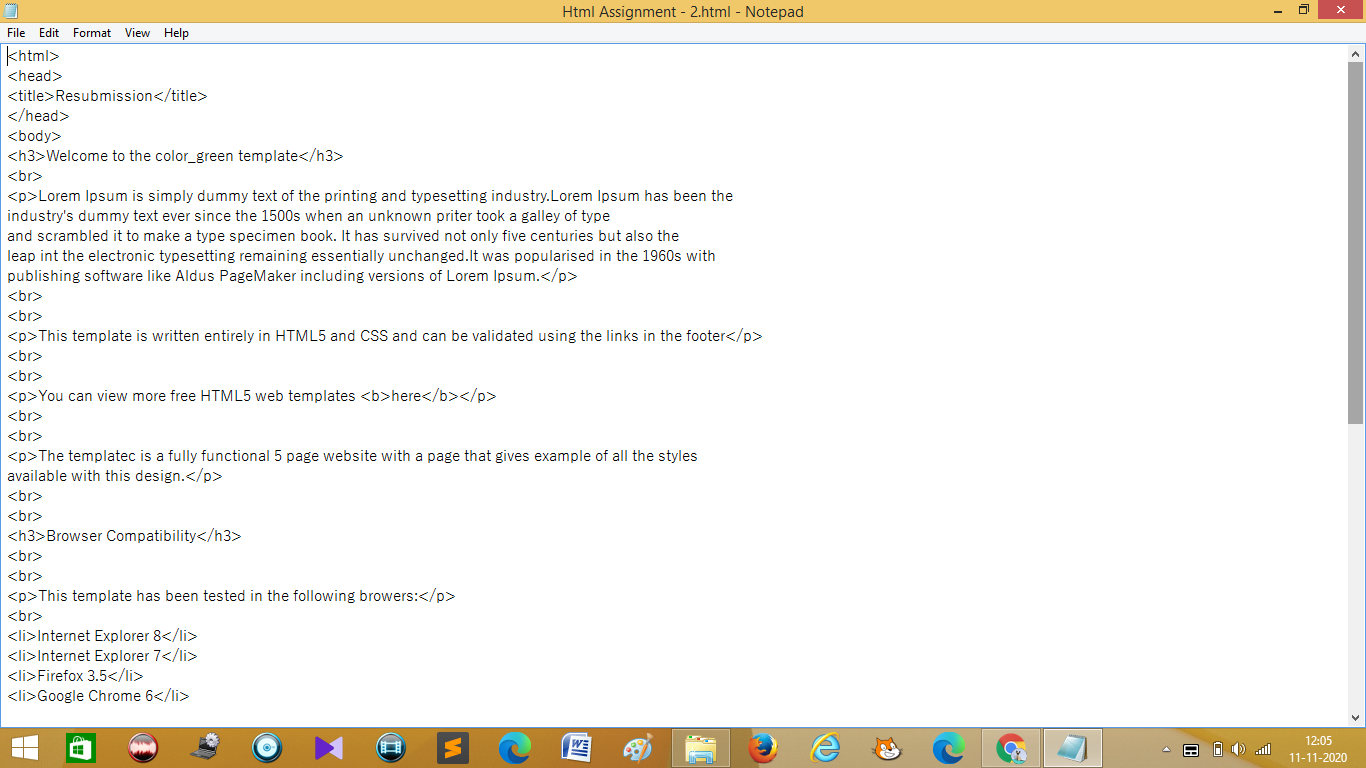 Html Assignment - 2.html - Notepad
File Edit Format View Help
<html>
<head>
<title>Resubmission</title>
</head>
<body>
<h3>Welcome to the color_green template</h3>
<br>
<p>Lorem Ipsum is simply dummy text of the printing and typesetting industry.Lorem Ipsum has been the
industry's dummy text ever since the 1500s when an unknown priter took a galley of type
and scrambled it to make a type specimen book. It has survived not only five centuries but also the
leap int the electronic typesetting remaining essentially unchanged.It was popularised in the 1960s with
publishing software like Aldus PageMaker including versions of Lorem Ipsum.</p>
<br>
<br>
<p>This template is written entirely in HTML5 and CSS and can be validated using the links in the footer</p>
<br>
<br>
<p>You can view more free HTML5 web templates <b>here</b></p>
<br>
<br>
<p>The templatec is a fully functional 5 page website with a page that gives example of all the styles
available with this design.</p>
<br>
<br>
<h3>Browser Compatibility</h3>
<br>
<br>
<p>This template has been tested in the following browers:</p>
<br>
<li>Internet Explorer 8</li>
<li>Internet Explorer 7</li>
<li>Firefox 3.5</li>
<li>Google Chrome 6</li>
12:05
11-11-2020